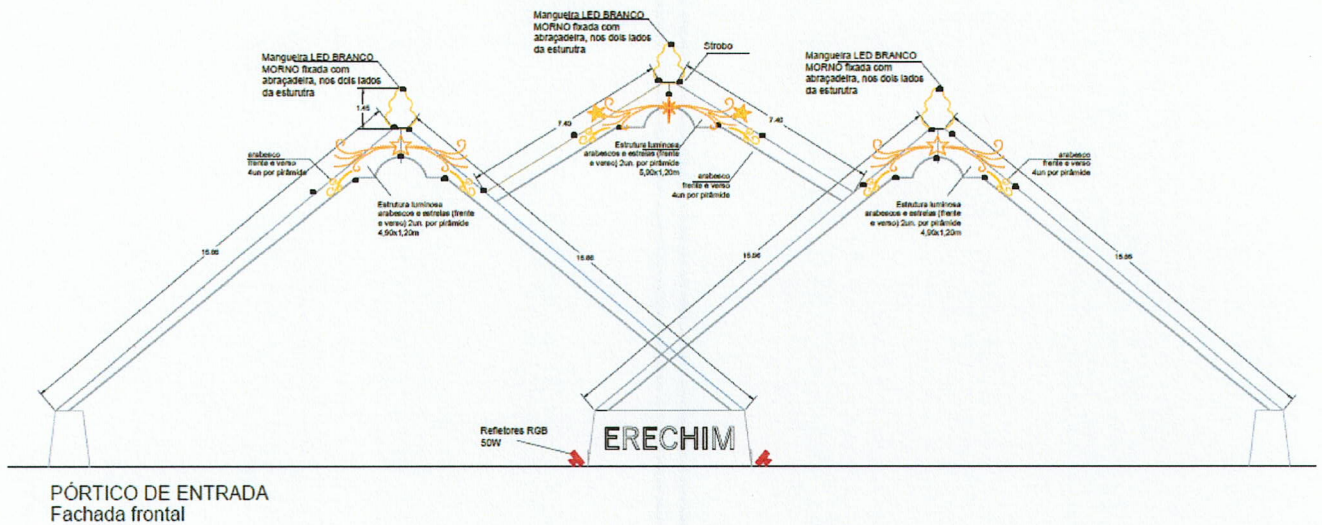 Mangueira LED BRANCO
MORNO fixada com
abraçadeira, nos dois lados
da esturutra
Strobo
Mangueira LED BRANCO
MORNO fixada com
abraçadeira, nos dois lados
da esturutra
Mangueira LED BRANCO
MORNO fixada com
abraçadeira, nos dois lados
da esturutra
1.45
7.40
7.40
arabesco
frente e verso
4un por pirâmide
Estrutura luminosa
arabescos e estrelas (frente
e verso) 2un. por pirâmide
5,90x1,20m
arabesco
frente e verso
4un por pirâmide
arabesco
frente e verso
4un por pirâmide
Estrutura luminosa
arabescos e estrelas (frente
e verso) 2un. por pirâmide
4,90x1,20m
Estrutura luminosa
arabescos e estrelas (frente
e verso) 2un. por pirâmide
4,90x1,20m
15.86
15.86
15.86
15.86
Refletores RGB
50W
ERECHIM
PÓRTICO DE ENTRADA
Fachada frontal